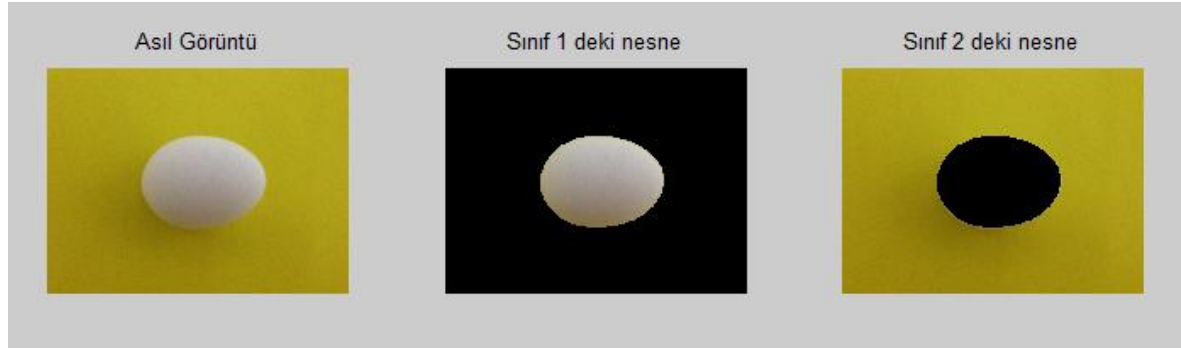 Asıl Görüntü
Sınıf 1 deki nesne
Sınıf 2 deki nesne